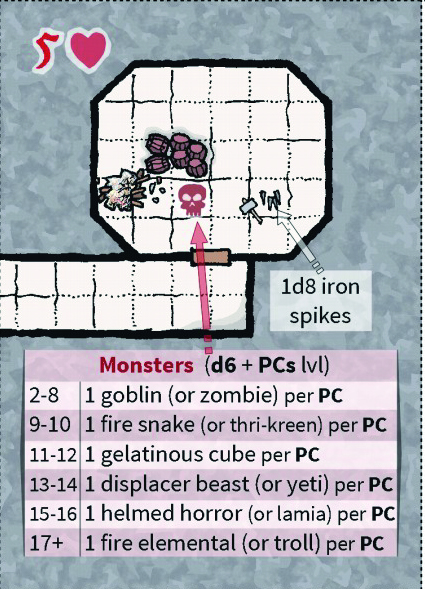 5
1d8 iron
spikes
Monsters (d6 + PCs lvl)
2-8 1 goblin (or zombie) per PC
9-10 1 fire snake (or thri-kreen) per PC
11-12 1 gelatinous cube per PC
13-14 1 displacer beast (or yeti) per PC
15-16 1 helmed horror (or lamia) per PC
17+ 1 fire elemental (or troll) per PC